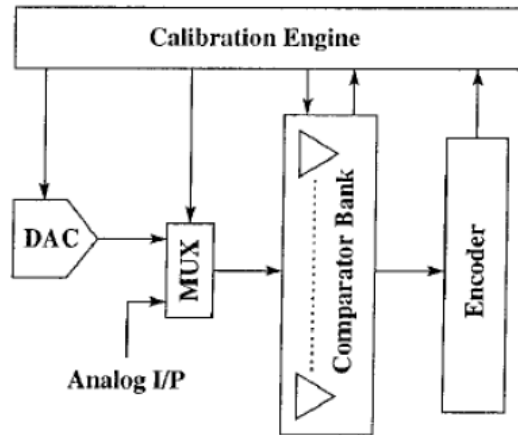 Calibration Engine
DAC
MUX
Analog I/P
Comparator Bank
Encoder